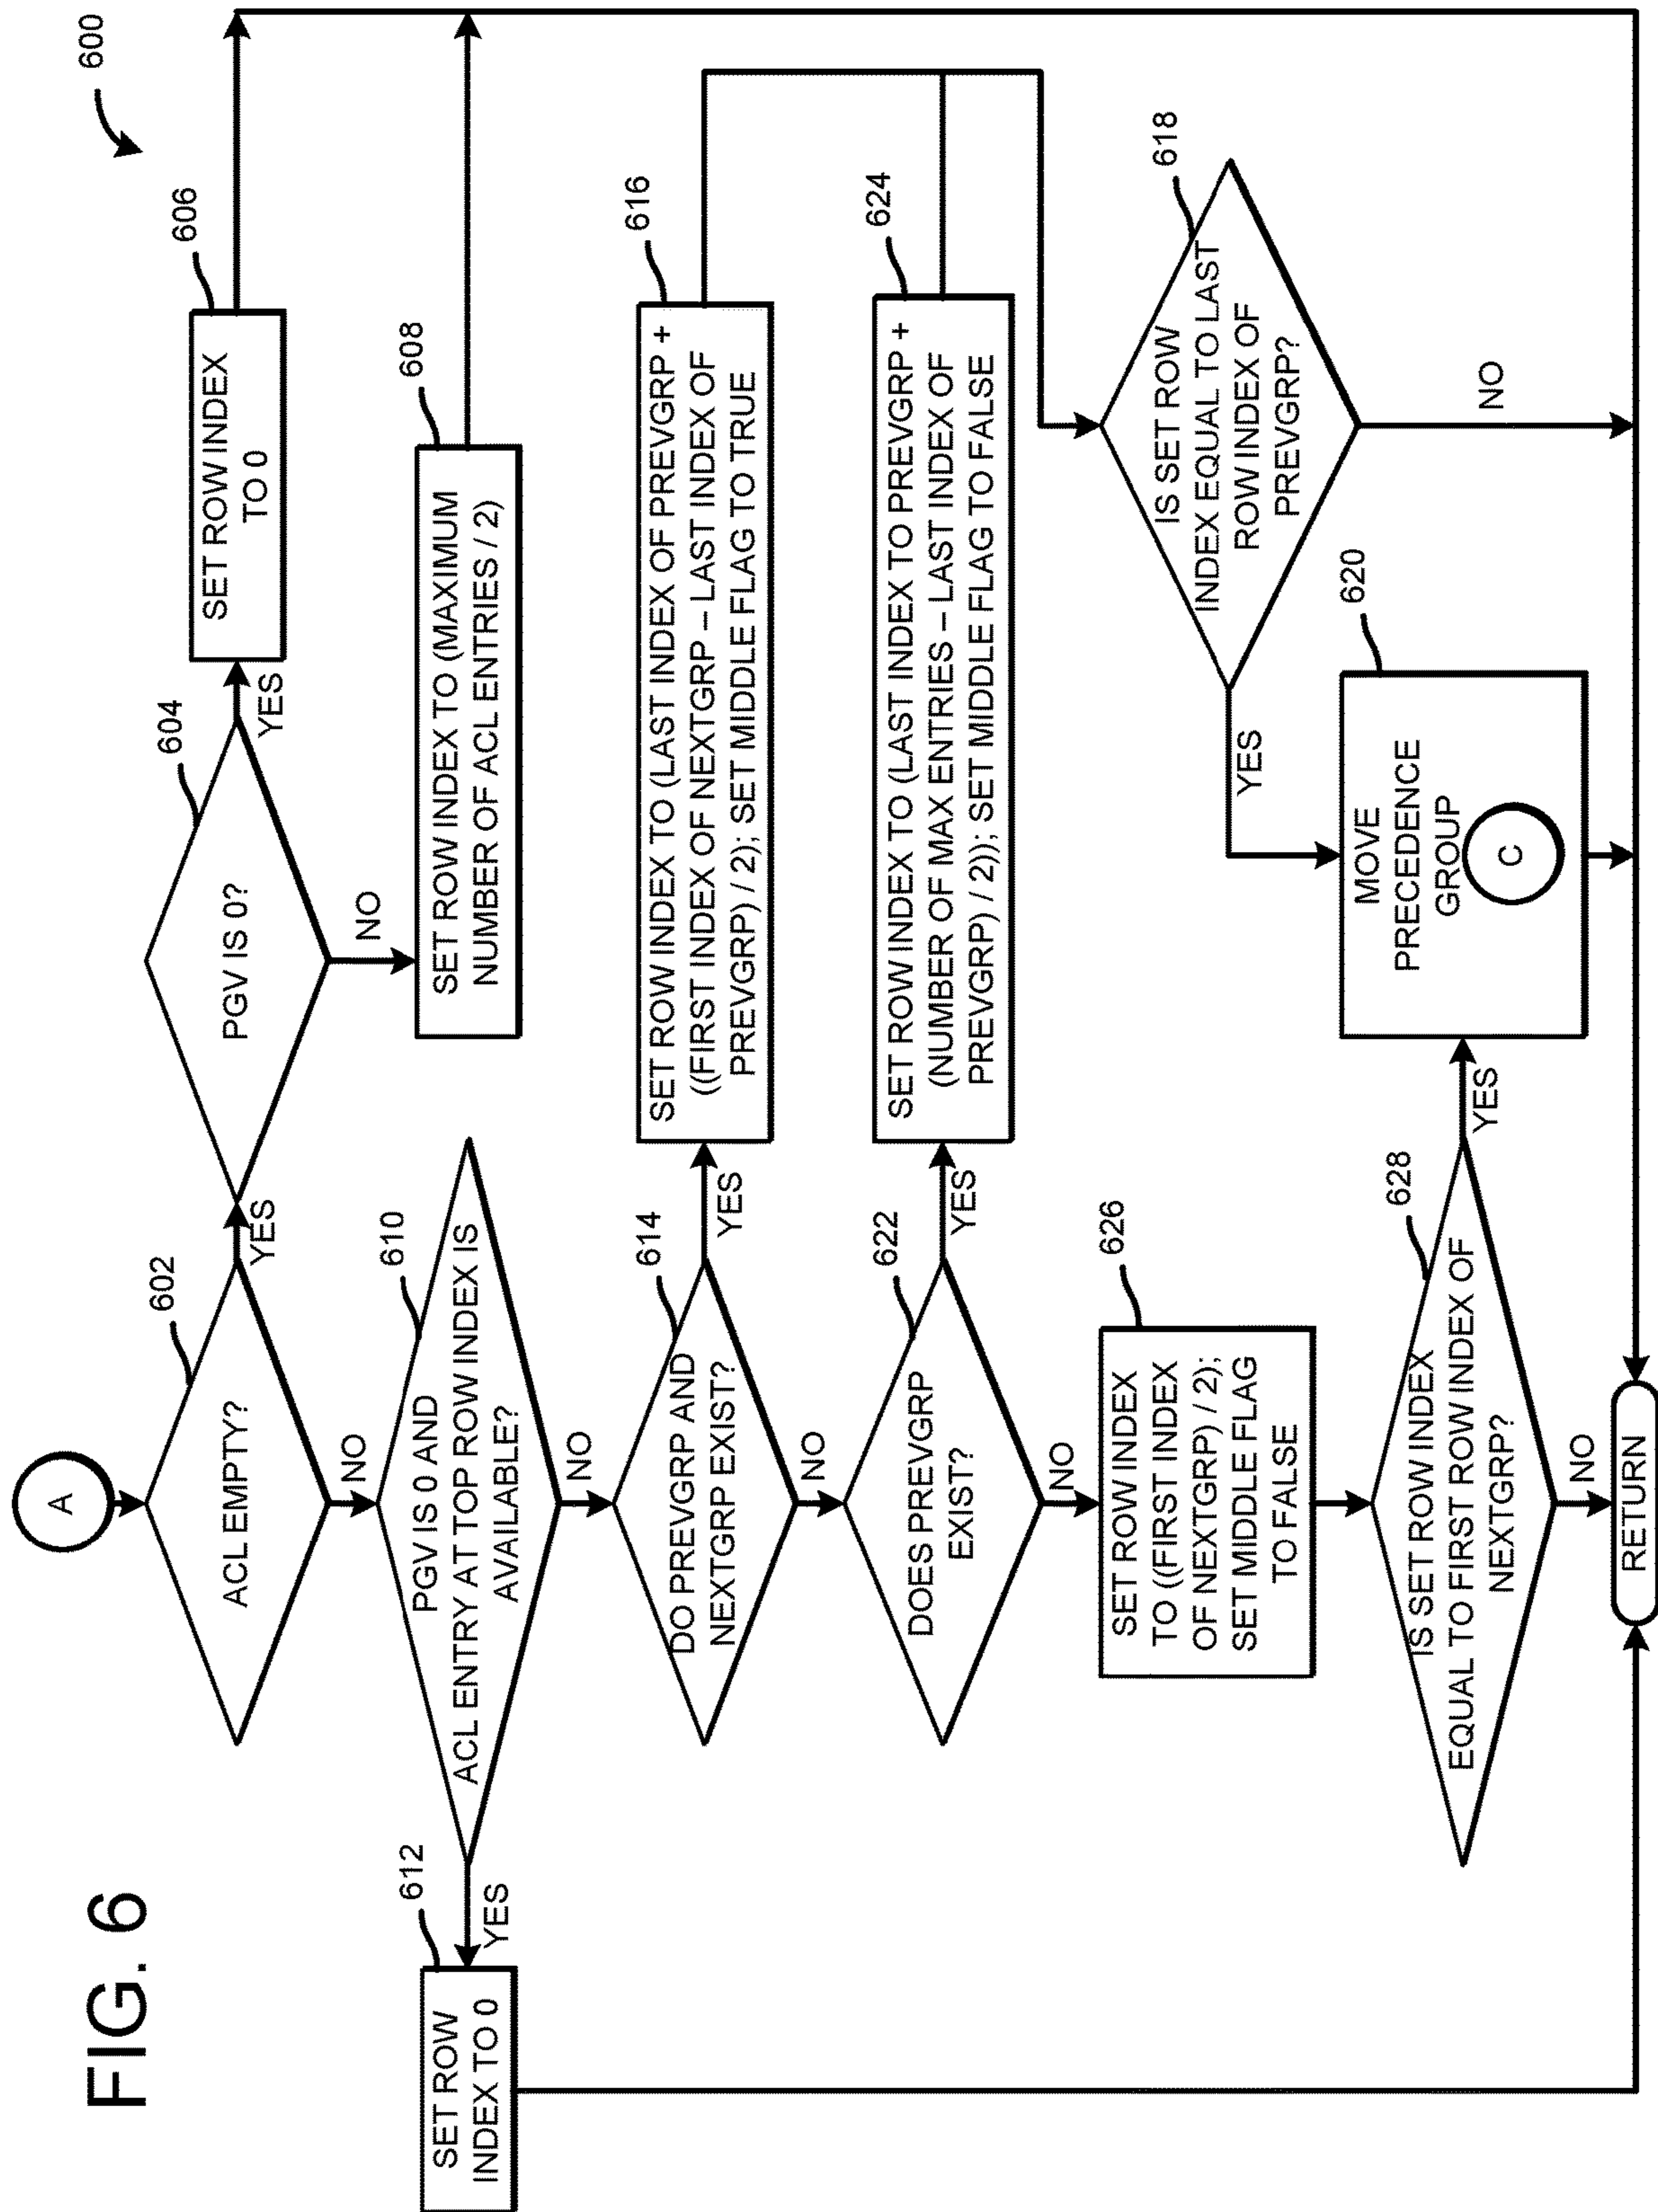 FIG. 6
600
A
602
ACL EMPTY?
YES
NO
604
PGV IS 0?
YES
NO
606
SET ROW INDEX
TO 0
608
SET ROW INDEX TO (MAXIMUM
NUMBER OF ACL ENTRIES / 2)
610
PGV IS 0 AND
ACL ENTRY AT TOP ROW INDEX IS
AVAILABLE?
YES
NO
612
SET ROW
INDEX TO 0
614
DO PREVGRP AND
NEXTGRP EXIST?
YES
NO
616
SET ROW INDEX TO (LAST INDEX OF PREVGRP +
((FIRST INDEX OF NEXTGRP – LAST INDEX OF
PREVGRP) / 2); SET MIDDLE FLAG TO TRUE
622
DOES PREVGRP
EXIST?
YES
NO
624
SET ROW INDEX TO (LAST INDEX TO PREVGRP +
(NUMBER OF MAX ENTRIES – LAST INDEX OF
PREVGRP) / 2)); SET MIDDLE FLAG TO FALSE
618
IS SET ROW
INDEX EQUAL TO LAST
ROW INDEX OF
PREVGRP?
YES
NO
620
MOVE
PRECEDENCE
GROUP
C
626
SET ROW INDEX
TO ((FIRST INDEX
OF NEXTGRP) / 2);
SET MIDDLE FLAG
TO FALSE
628
IS SET ROW INDEX
EQUAL TO FIRST ROW INDEX OF
NEXTGRP?
YES
NO
RETURN